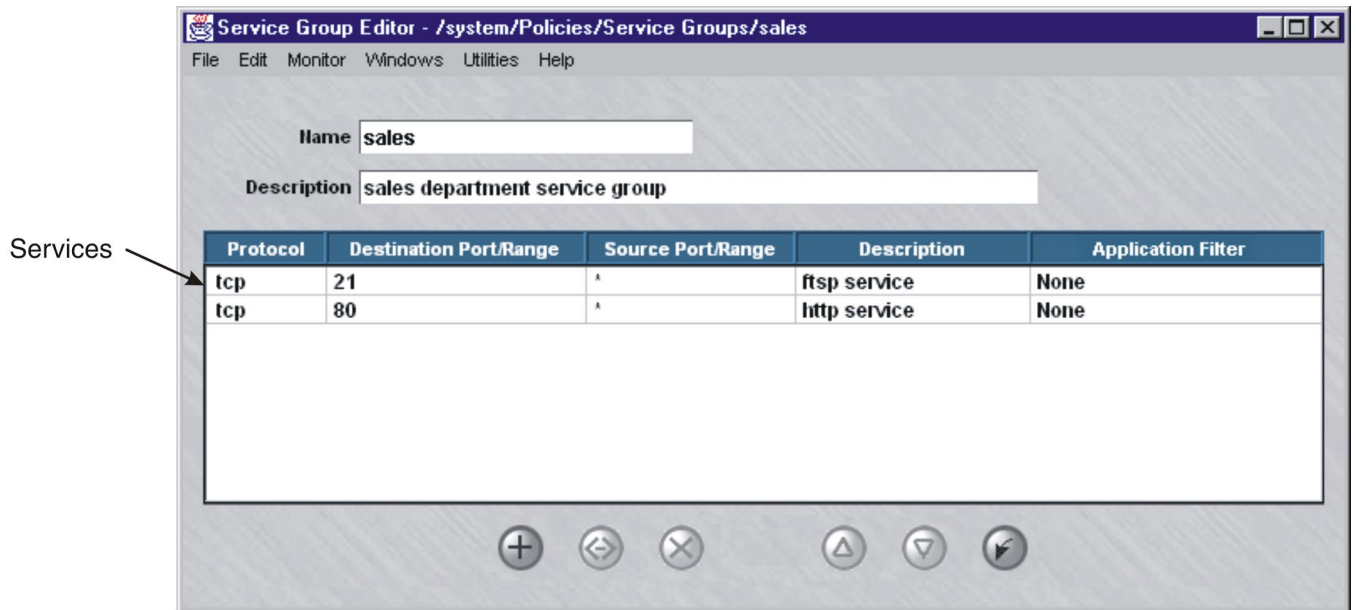 Service Group Editor - /system/Policies/Service Groups/sales
File Edit Monitor Windows Utilities Help
Name sales
Description sales department service group
Services
Protocol Destination Port/Range Source Port/Range Description Application Filter
tcp 21 * ftsp service None
tcp 80 * http service None